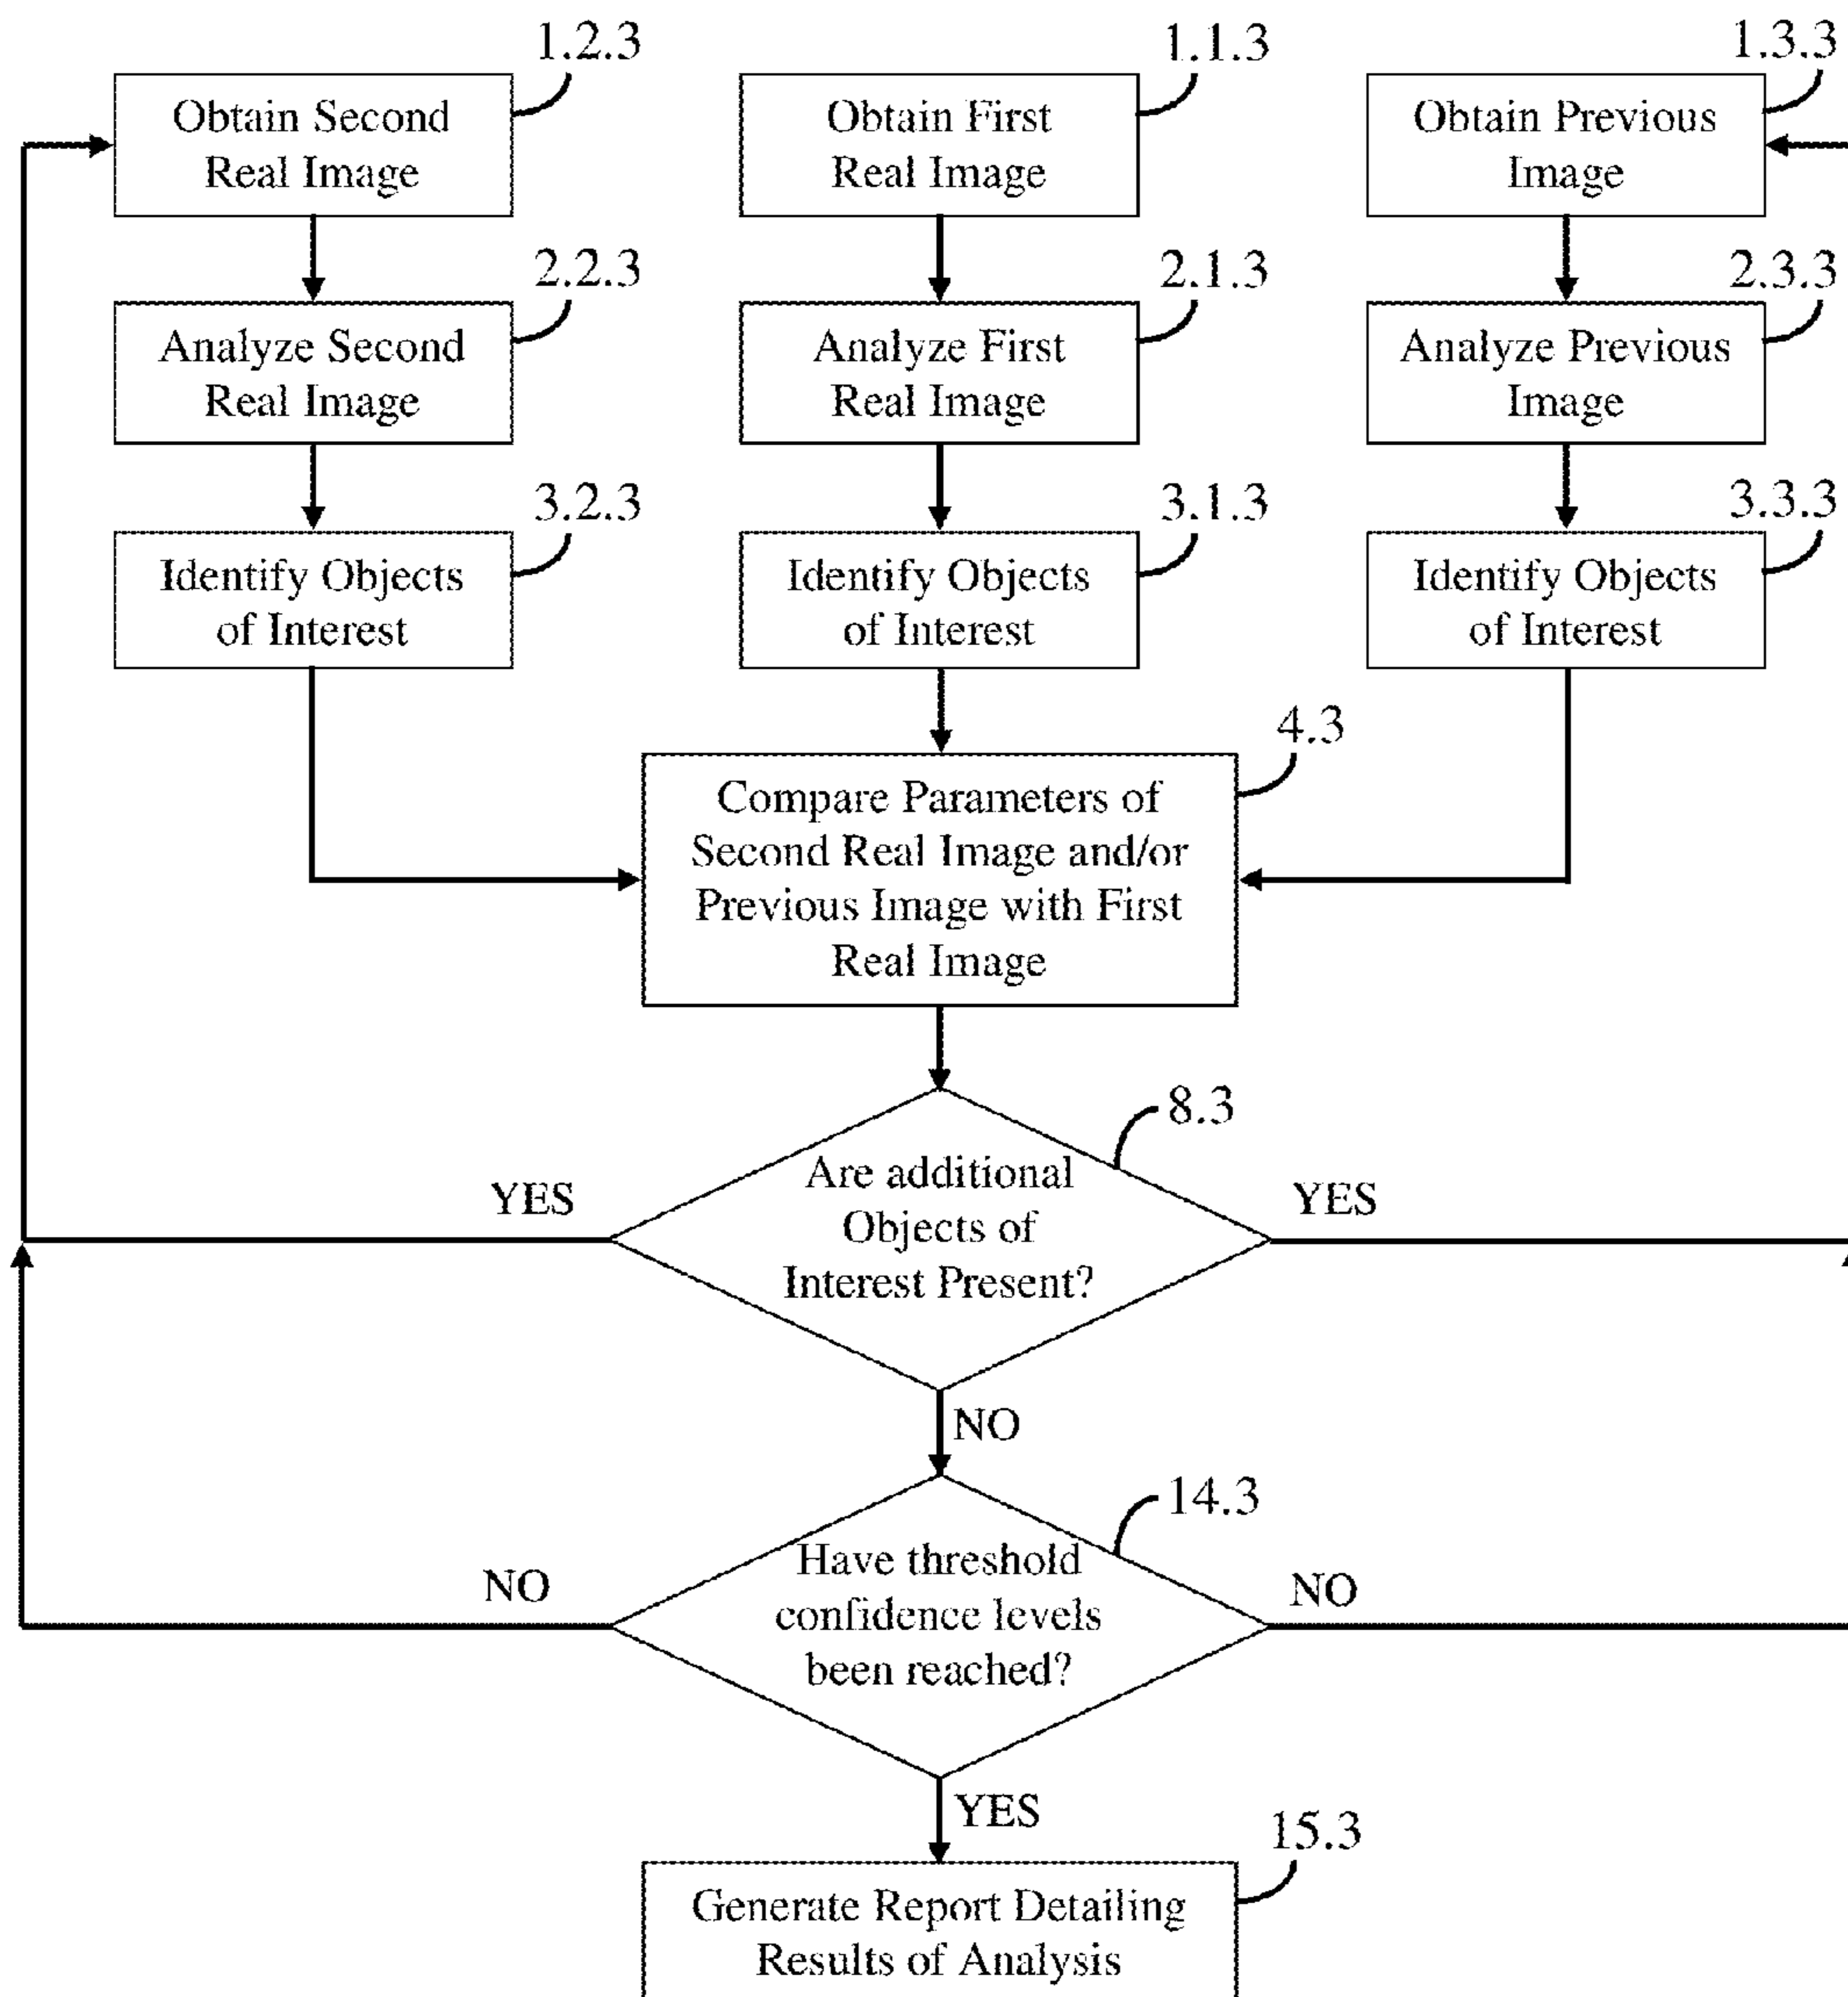 1.2.3
1.1.3
1.3.3
Obtain Second
Real Image
Obtain First
Real Image
Obtain Previous
Image
2.2.3
2.1.3
2.3.3
Analyze Second
Real Image
Analyze First
Real Image
Analyze Previous
Image
3.2.3
3.1.3
3.3.3
Identify Objects
of Interest
Identify Objects
of Interest
Identify Objects
of Interest
4.3
Compare Parameters of
Second Real Image and/or
Previous Image with First
Real Image
8.3
Are additional
Objects of
Interest Present?
YES
YES
NO
14.3
Have threshold
confidence levels
been reached?
NO
NO
YES
15.3
Generate Report Detailing
Results of Analysis